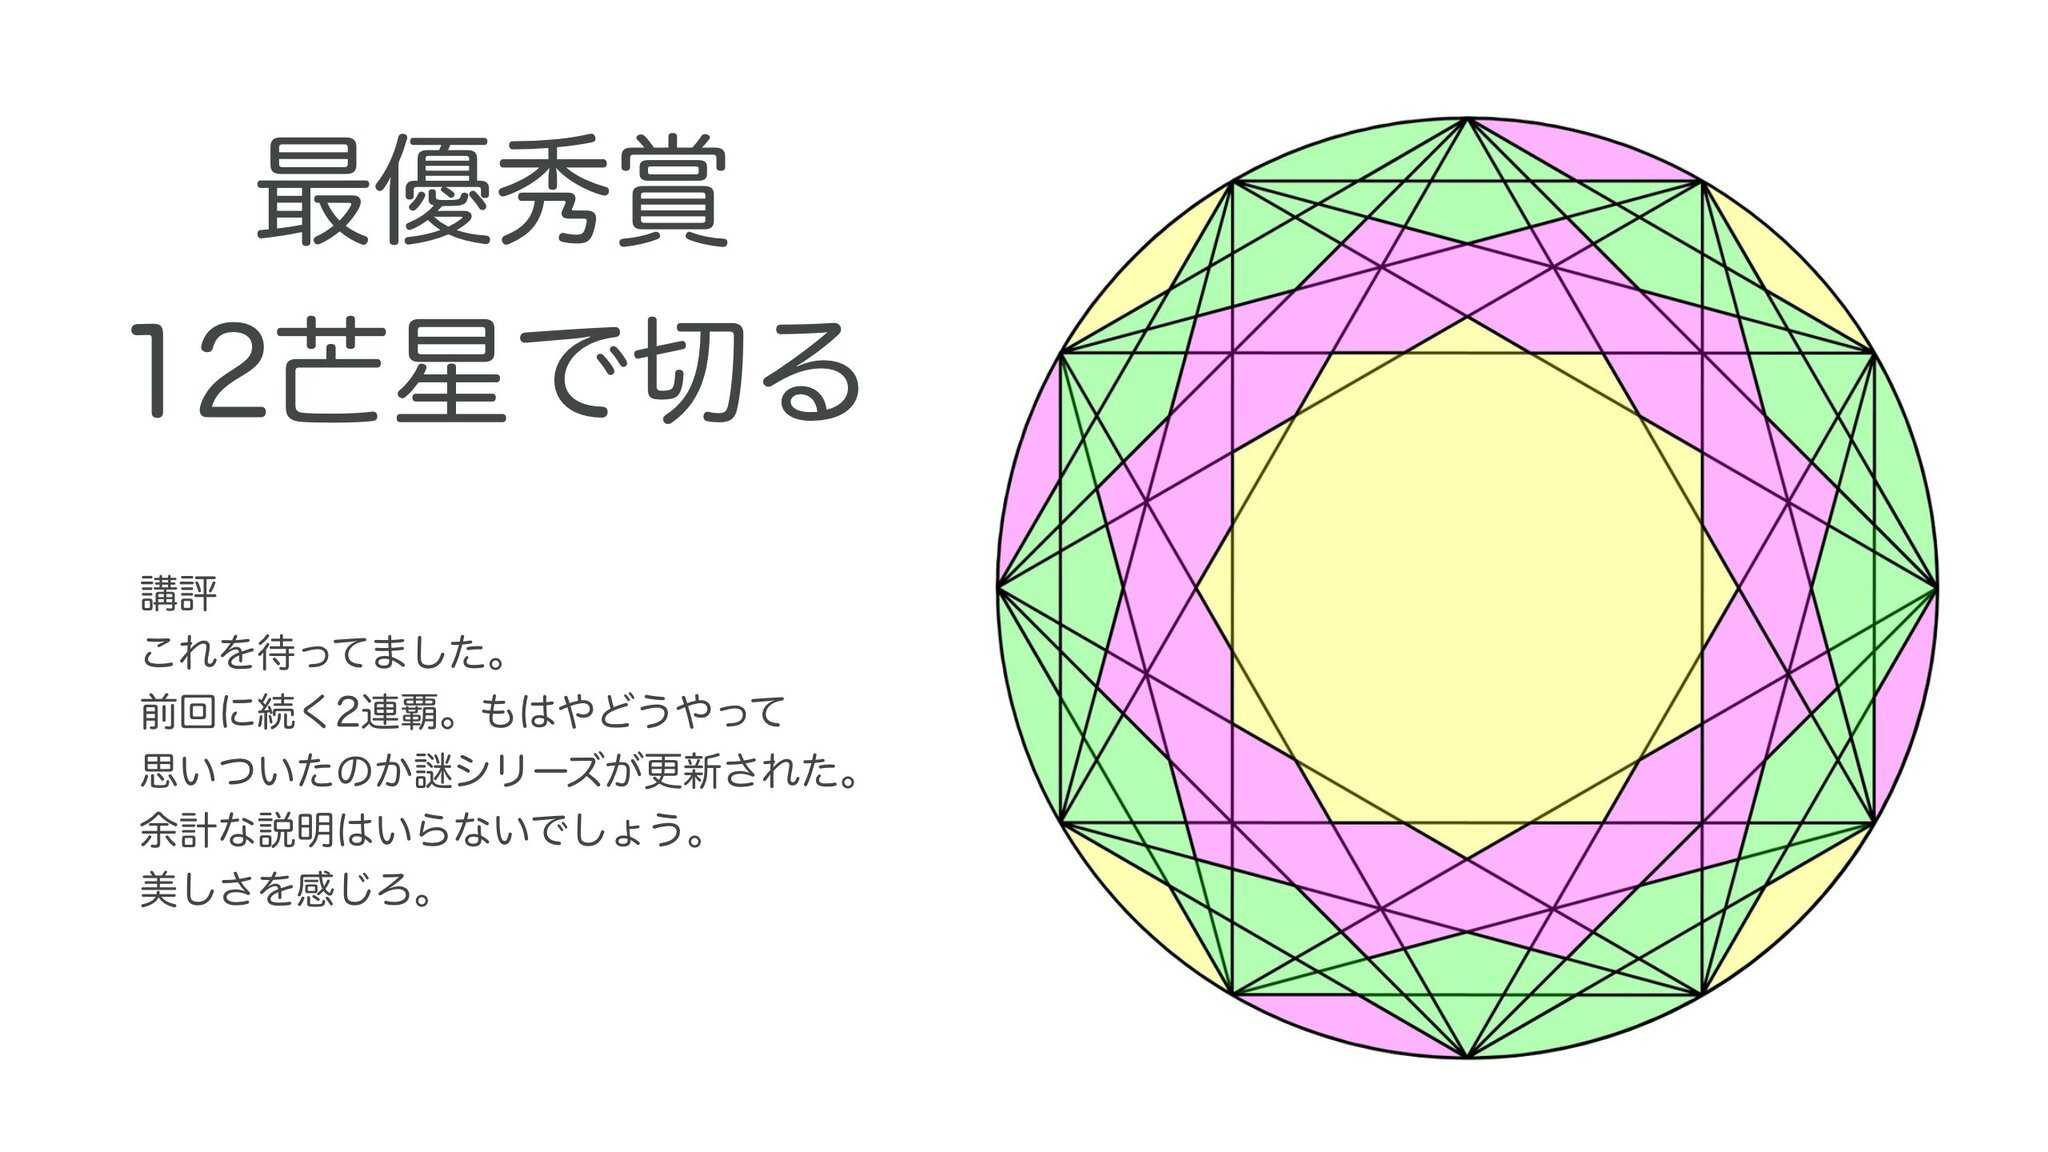 最優秀賞
12芒星で切る
講評
これを待ってました。
前回に続く2連覇。もはやどうやって
思いついたのか謎シリーズが更新された。
余計な説明はいらないでしょう。
美しさを感じろ。